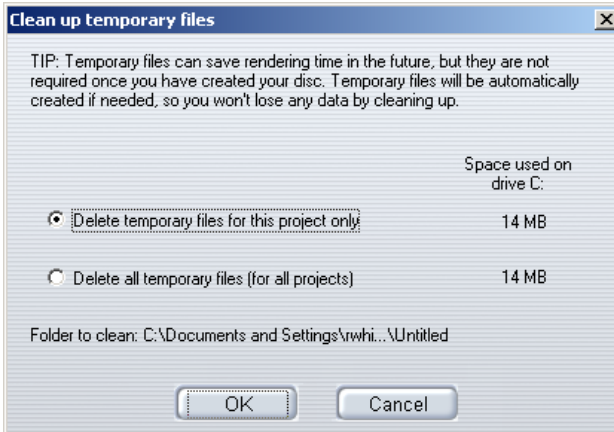 Clean up temporary files
TIP: Temporary files can save rendering time in the future, but they are not
required once you have created your disc. Temporary files will be automatically
created if needed, so you won't lose any data by cleaning up.
Space used on
drive C:
Delete temporary files for this project only 14 MB
Delete all temporary files (for all projects) 14 MB
Folder to clean: C:\Documents and Settings\rwhi...\Untitled
OK Cancel